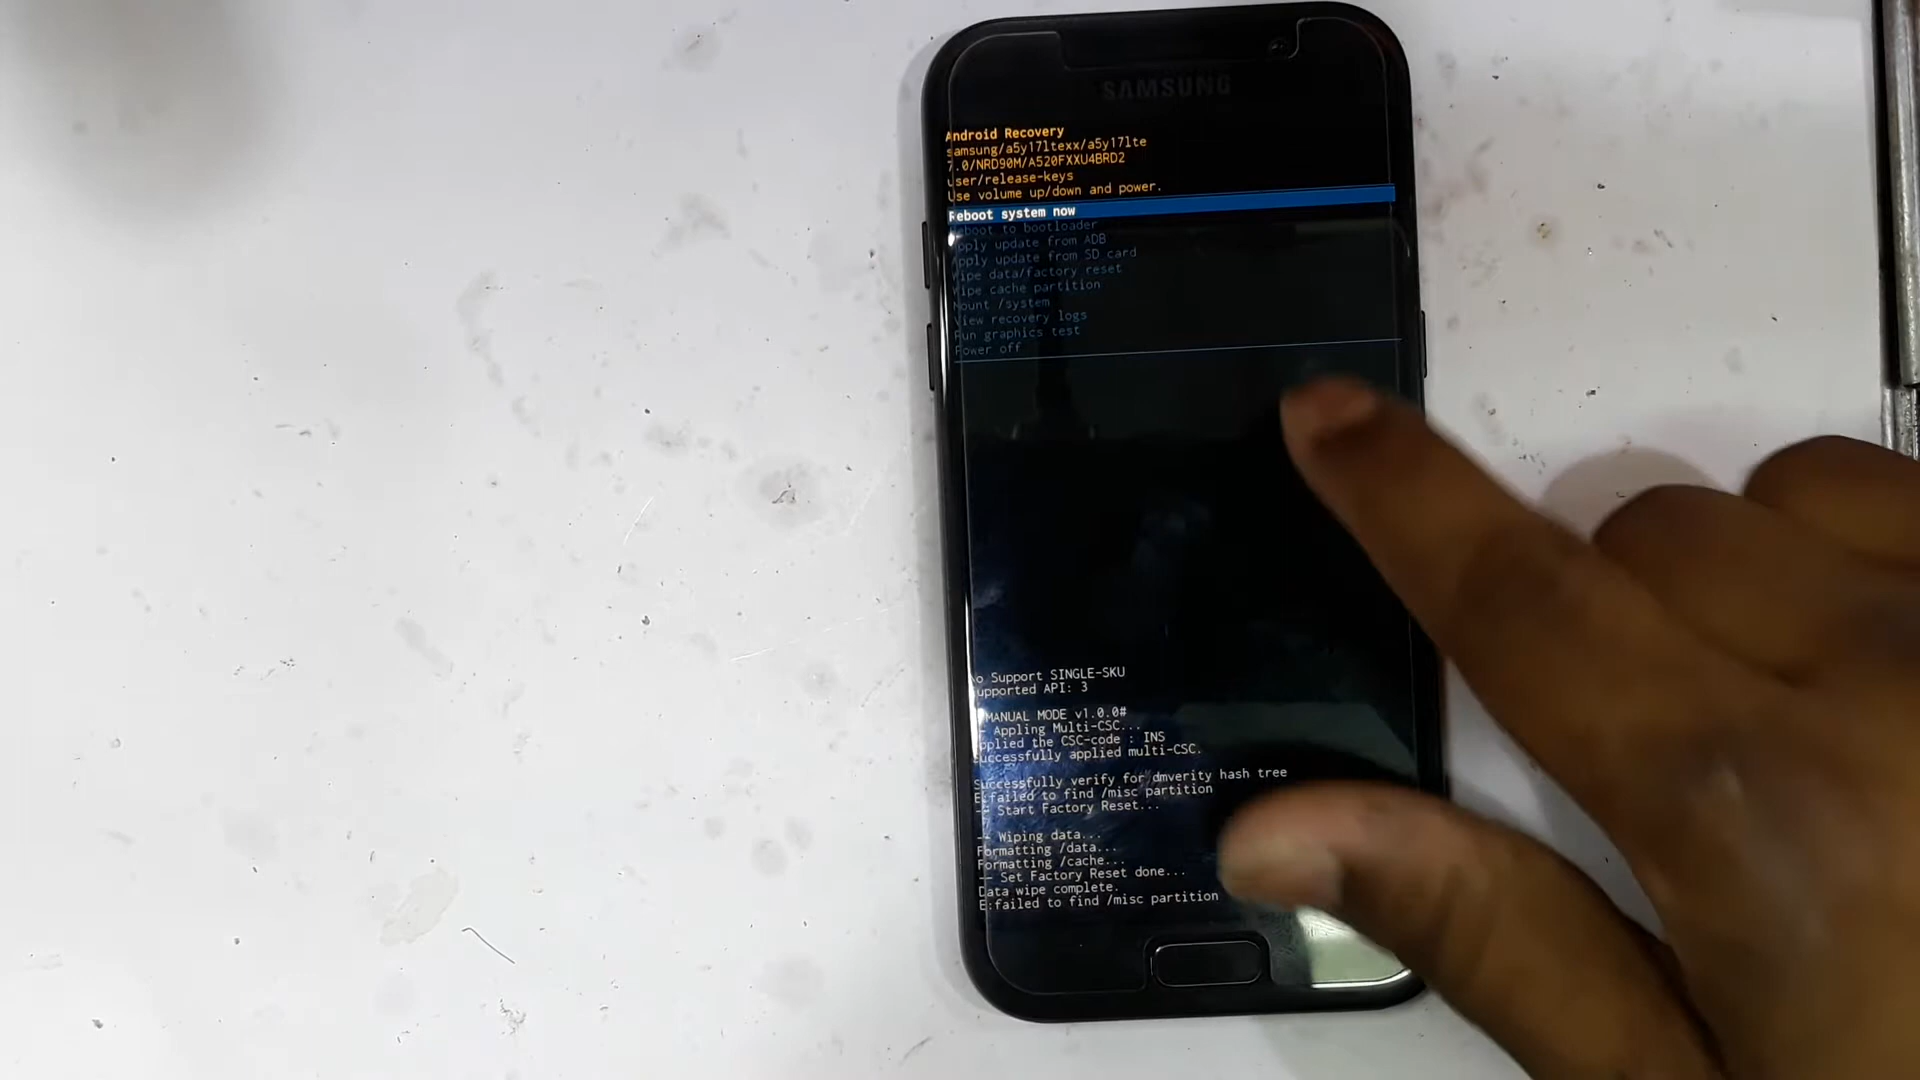 SAMSUNG
Android Recovery
samsung/a5y17ltexx/a5y17lte
7.0/NRD90M/A520FXXU4BRD2
user/release-keys
Use volume up/down and power.
Reboot system now
Reboot to bootloader
Apply update from ADB
Apply update from SD card
Wipe data/factory reset
Wipe cache partition
Mount /system
View recovery logs
Run graphics test
Power off
No Support SINGLE-SKU
Supported API: 3
#MANUAL MODE v1.0.0#
-- Appling Multi-CSC...
Applied the CSC-code : INS
Successfully applied multi-CSC.
Successfully verify for dmverity hash tree
E:failed to find /misc partition
-- Start Factory Reset...
-- Wiping data...
Formatting /data...
Formatting /cache...
-- Set Factory Reset done...
Data wipe complete.
E:failed to find /misc partition